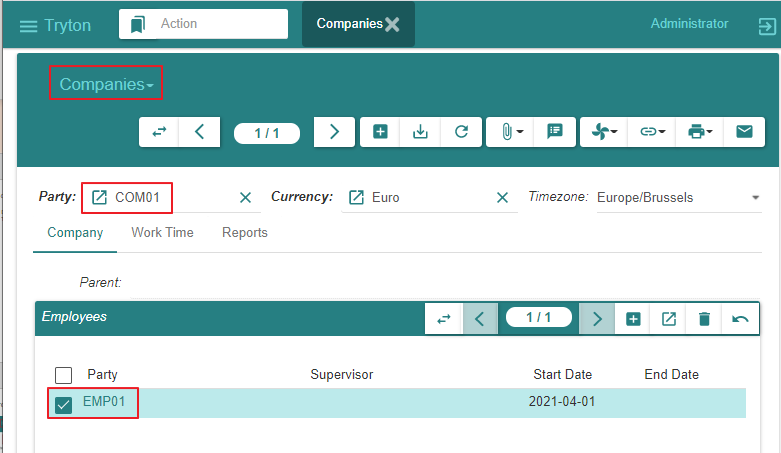 Tryton Action Companies Administrator
Companies
1 / 1
Party: COM01 Currency: Euro Timezone: Europe/Brussels
Company Work Time Reports
Parent:
Employees 1 / 1
Party Supervisor Start Date End Date
EMP01 2021-04-01